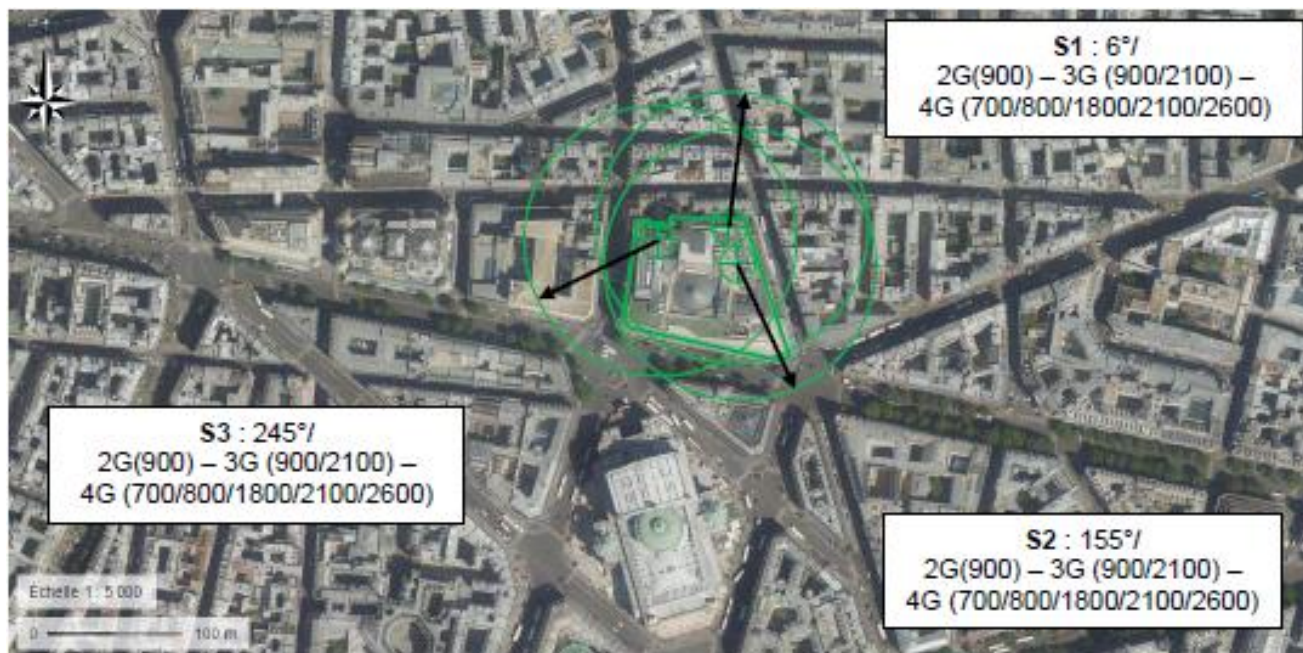 S1 : 6°/
2G(900) – 3G (900/2100) –
4G (700/800/1800/2100/2600)
S3 : 245°/
2G(900) – 3G (900/2100) –
4G (700/800/1800/2100/2600)
S2 : 155°/
2G(900) – 3G (900/2100) –
4G (700/800/1800/2100/2600)
Échelle 1 : 5 000
0 100 m